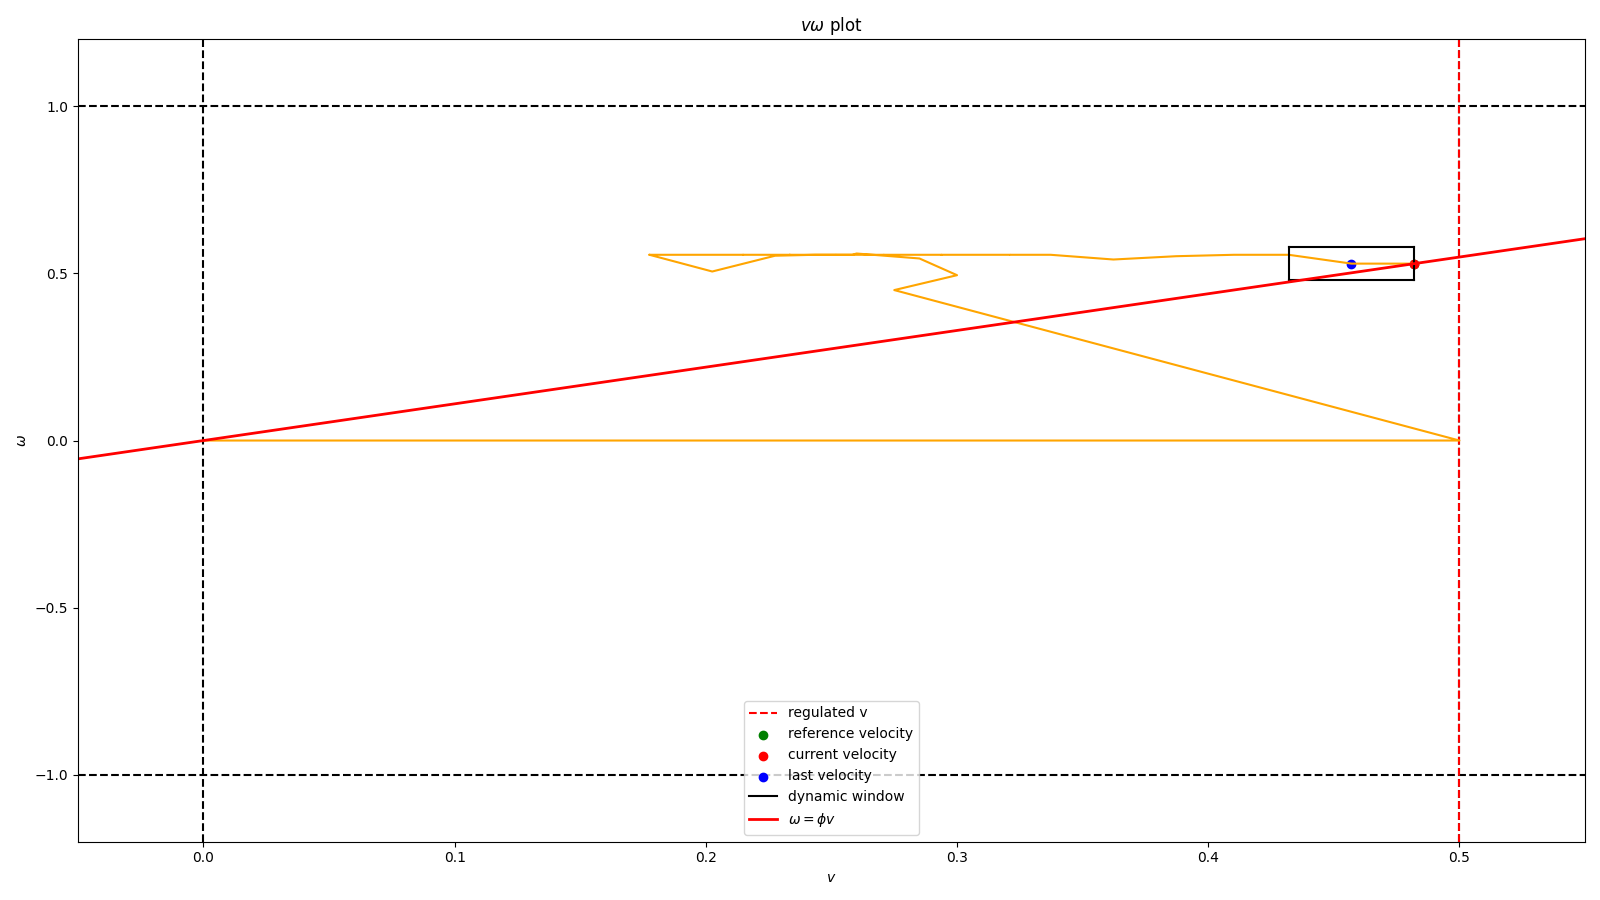 vω plot
1.0
0.5
0.0
−0.5
−1.0
ω
0.0 0.1 0.2 0.3 0.4 0.5
v
regulated v
reference velocity
current velocity
last velocity
dynamic window
ω = ϕv